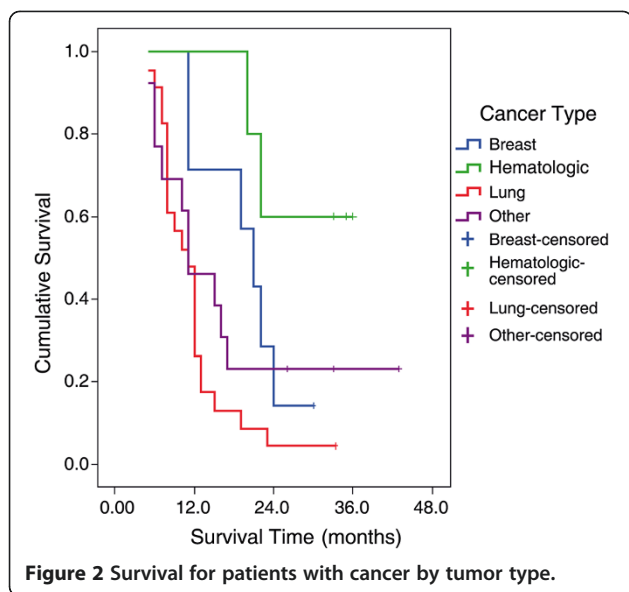 Cumulative Survival
1.0
0.8
0.6
0.4
0.2
0.0
0.00
12.0
24.0
36.0
48.0
Survival Time (months)
Cancer Type
Breast
Hematologic
Lung
Other
Breast-censored
Hematologic-
censored
Lung-censored
Other-censored
Figure 2 Survival for patients with cancer by tumor type.